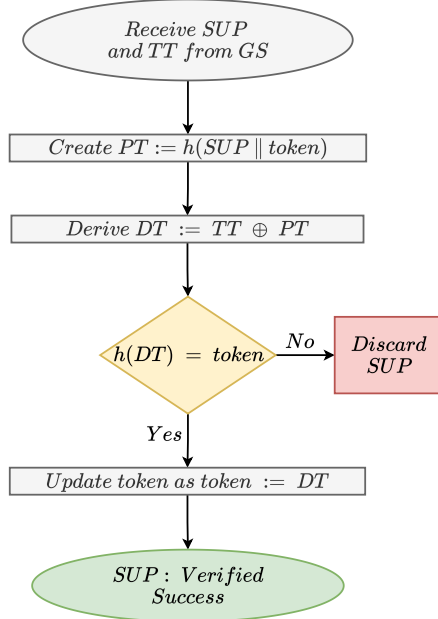 Receive SUP
and TT from GS
Create PT := h(SUP ∥ token)
Derive DT := TT ⊕ PT
h(DT) = token
No
Discard
SUP
Yes
Update token as token := DT
SUP : Verified
Success